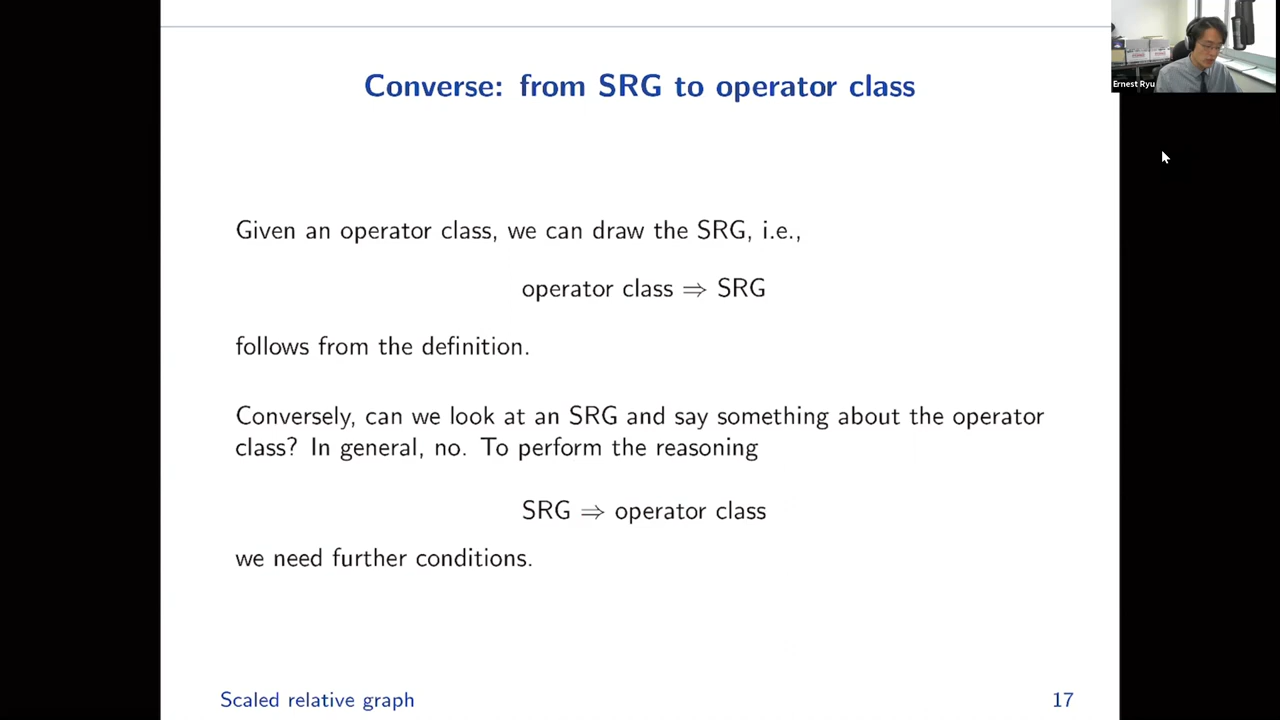 Converse: from SRG to operator class
Ernest Ryu
Given an operator class, we can draw the SRG, i.e.,
operator class ⇒ SRG
follows from the definition.
Conversely, can we look at an SRG and say something about the operator
class? In general, no. To perform the reasoning
SRG ⇒ operator class
we need further conditions.
Scaled relative graph
17